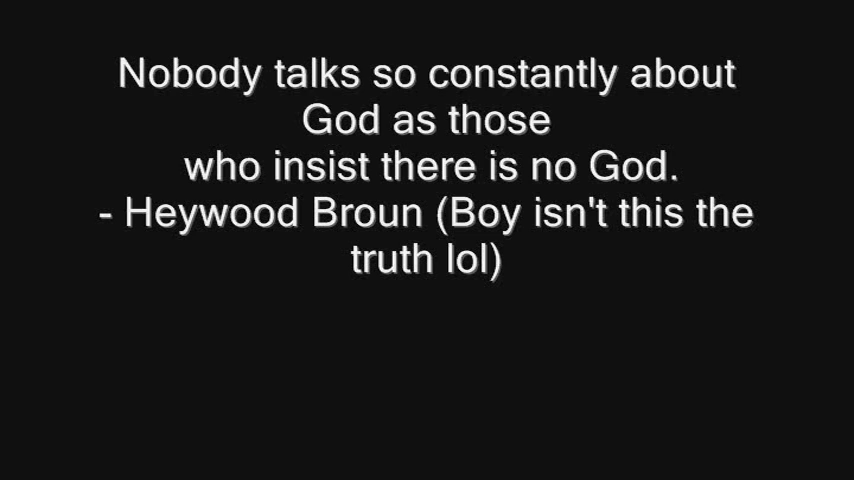 Nobody talks so constantly about
God as those
who insist there is no God.
- Heywood Broun (Boy isn't this the
truth lol)